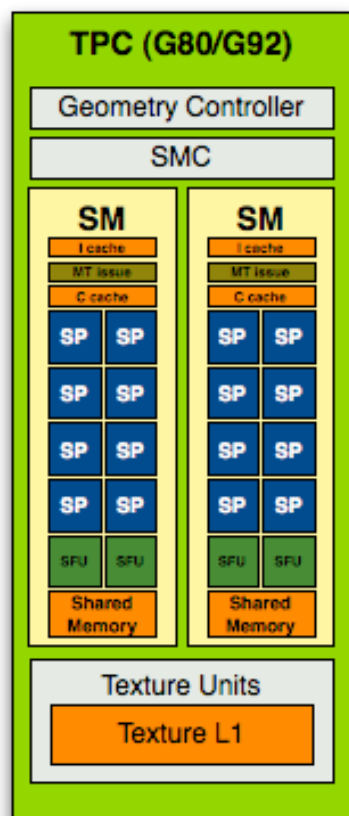 TPC (G80/G92)
Geometry Controller
SMC
SM
I cache
MT issue
C cache
SP SP
SP SP
SP SP
SP SP
SFU SFU
Shared
Memory
SM
I cache
MT issue
C cache
SP SP
SP SP
SP SP
SP SP
SFU SFU
Shared
Memory
Texture Units
Texture L1